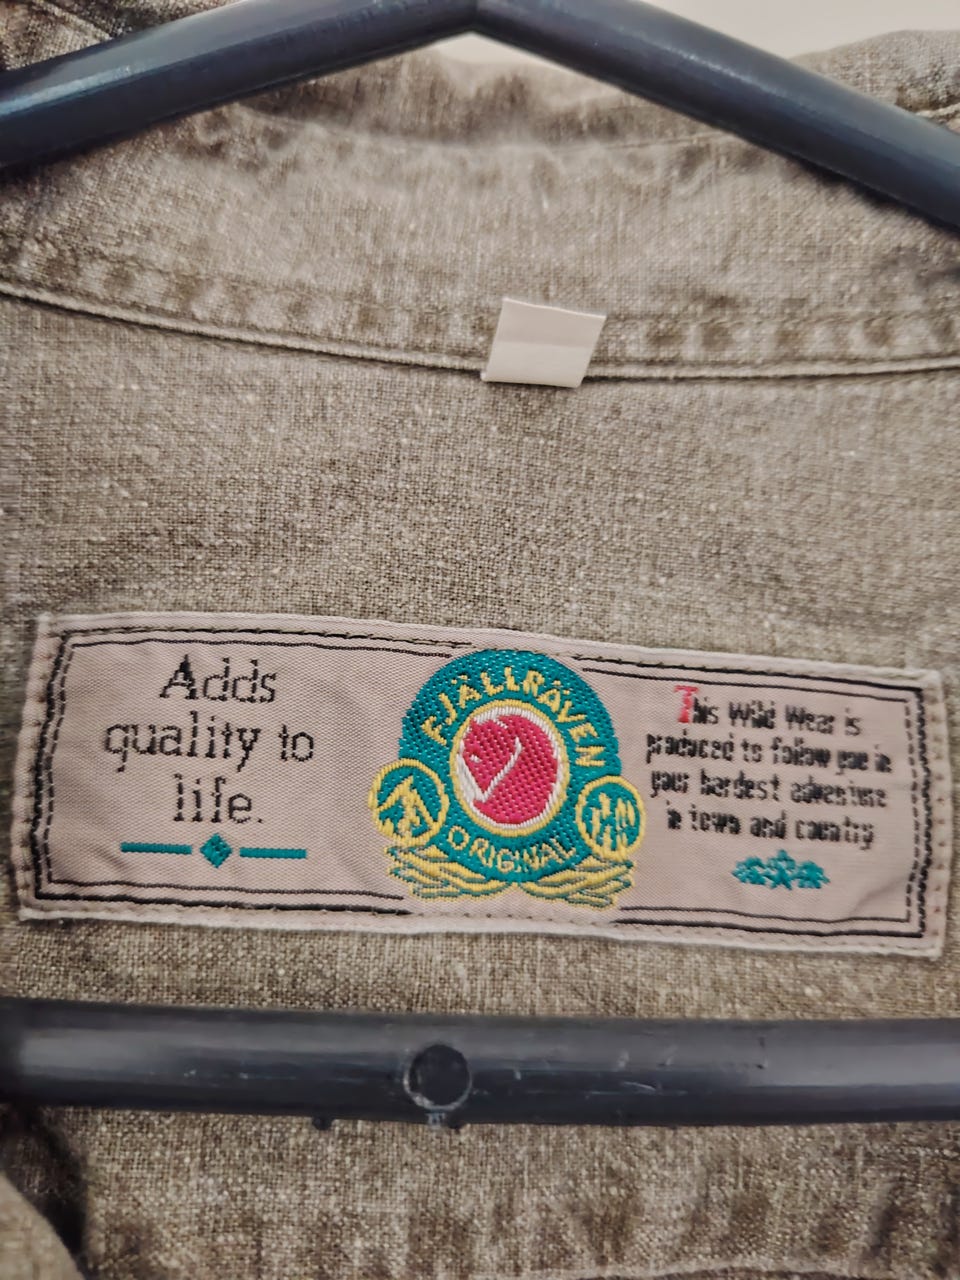 Adds
quality to
life.
FJÄLLRÄVEN
ORIGINAL
This Wild Wear is
produced to follow you in
your hardest adventure
in town and country